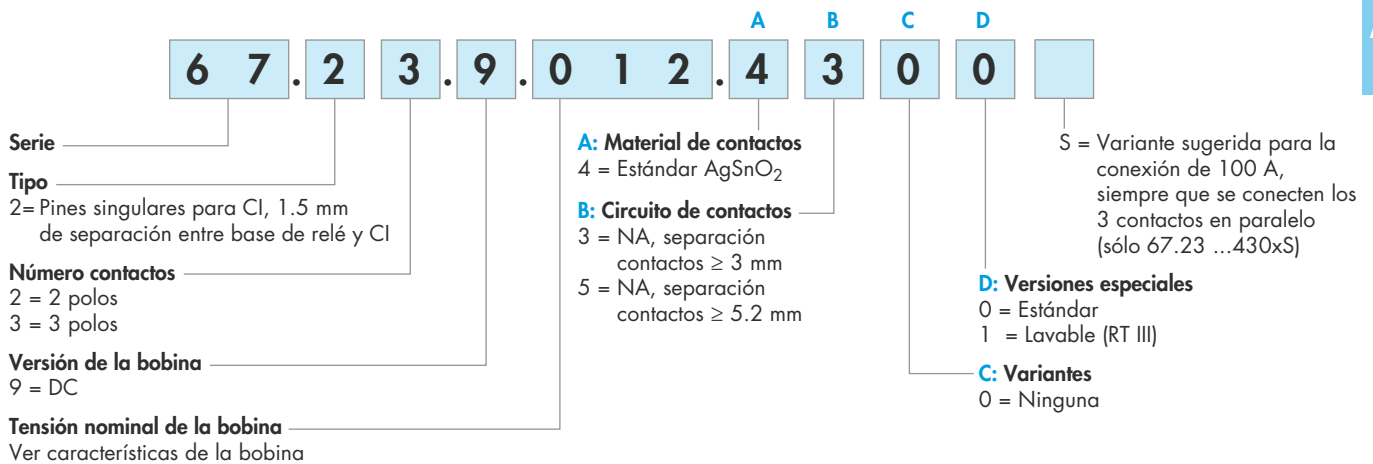 A B C D
6 7 . 2 3 . 9 . 0 1 2 . 4 3 0 0
Serie
Tipo
2= Pines singulares para CI, 1.5 mm
de separación entre base de relé y CI
Número contactos
2 = 2 polos
3 = 3 polos
Versión de la bobina
9 = DC
Tensión nominal de la bobina
Ver características de la bobina
A: Material de contactos
4 = Estándar AgSnO2
B: Circuito de contactos
3 = NA, separación
contactos ≥ 3 mm
5 = NA, separación
contactos ≥ 5.2 mm
S = Variante sugerida para la
conexión de 100 A,
siempre que se conecten los
3 contactos en paralelo
(sólo 67.23 ...430xS)
D: Versiones especiales
0 = Estándar
1 = Lavable (RT III)
C: Variantes
0 = Ninguna